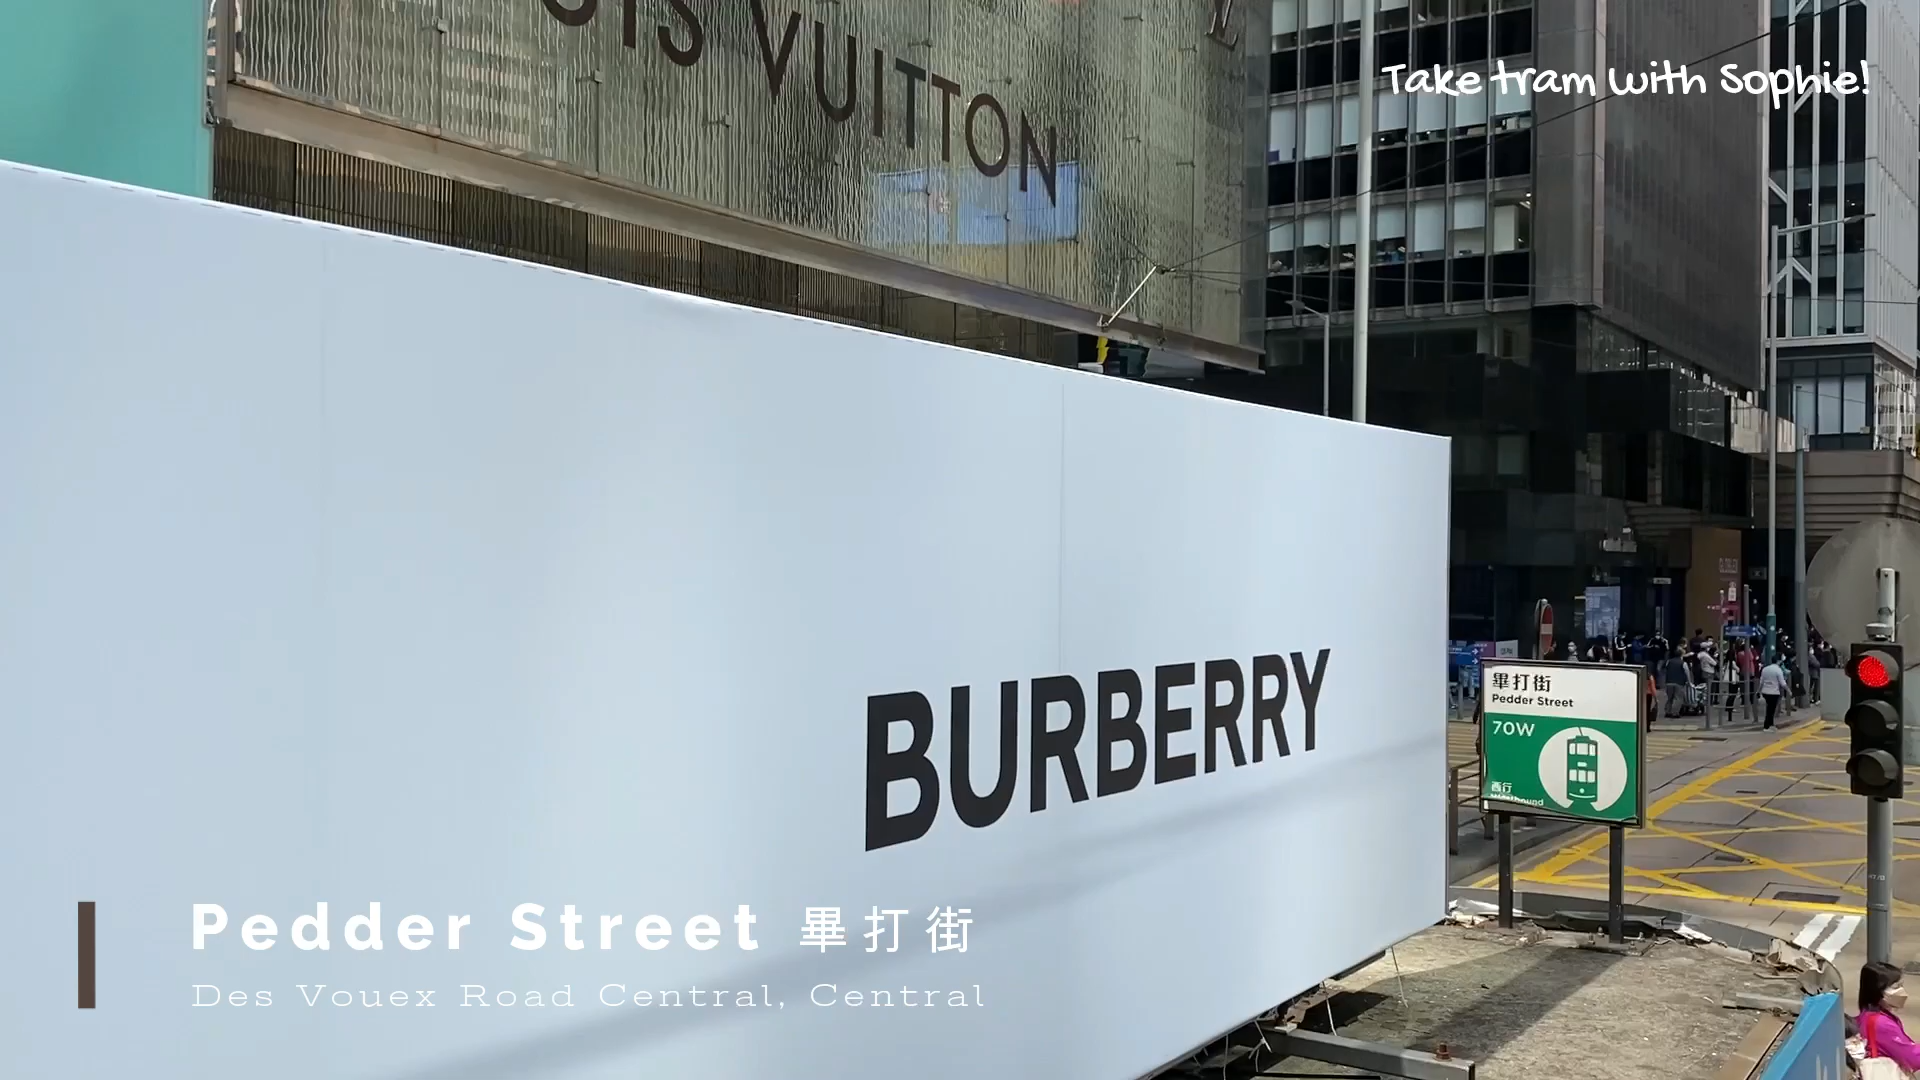 Take tram with Sophie!
UIS VUITTON
BURBERRY
畢打街
Pedder Street
70W
西行
Westbound
Pedder Street 畢打街
Des Vouex Road Central, Central